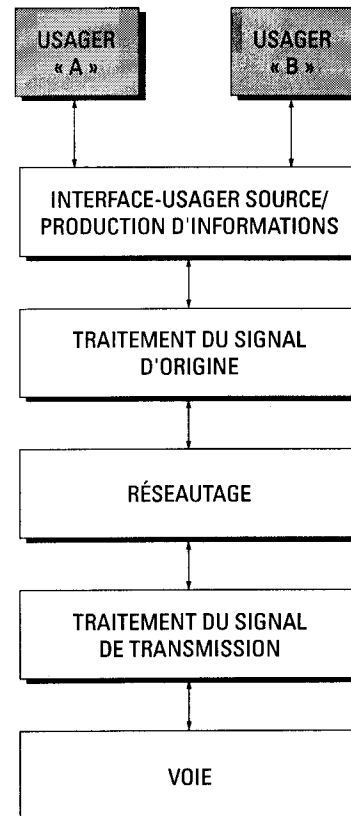 USAGER
« A »
USAGER
« B »
INTERFACE-USAGER SOURCE/
PRODUCTION D'INFORMATIONS
TRAITEMENT DU SIGNAL
D'ORIGINE
RÉSEAUTAGE
TRAITEMENT DU SIGNAL
DE TRANSMISSION
VOIE